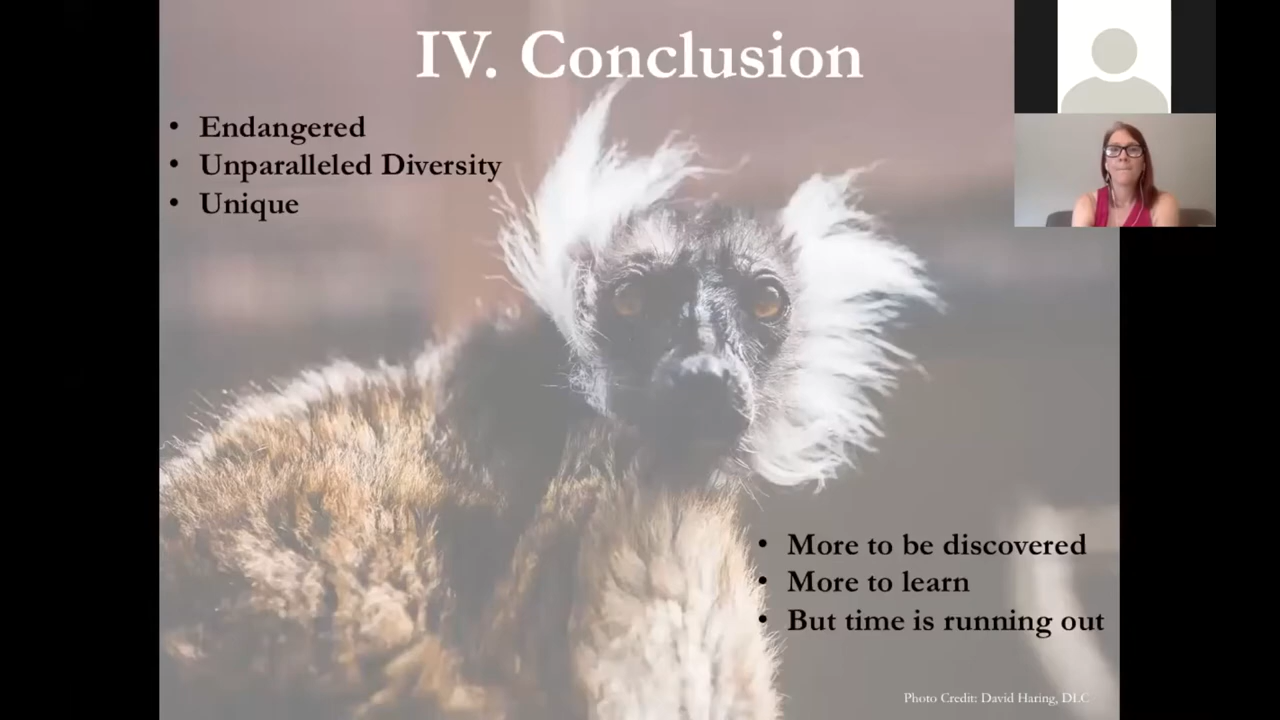 IV. Conclusion
• Endangered
• Unparalleled Diversity
• Unique
• More to be discovered
• More to learn
• But time is running out
Photo Credit: David Haring, DLC